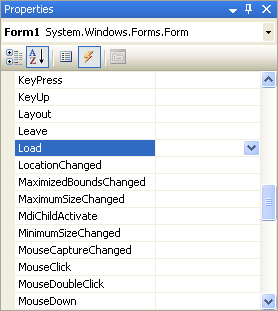 Properties
Form1 System.Windows.Forms.Form
KeyPress
KeyUp
Layout
Leave
Load
LocationChanged
MaximizedBoundsChanged
MaximumSizeChanged
MdiChildActivate
MinimumSizeChanged
MouseCaptureChanged
MouseClick
MouseDoubleClick
MouseDown